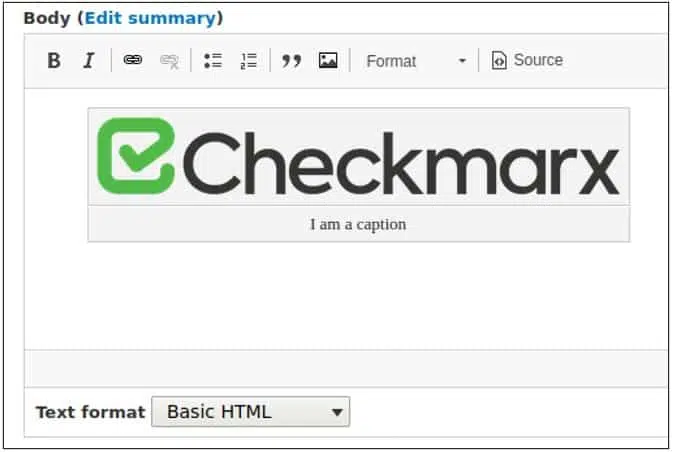 Body (Edit summary)
B I Format Source
Checkmarx
I am a caption
Text format Basic HTML